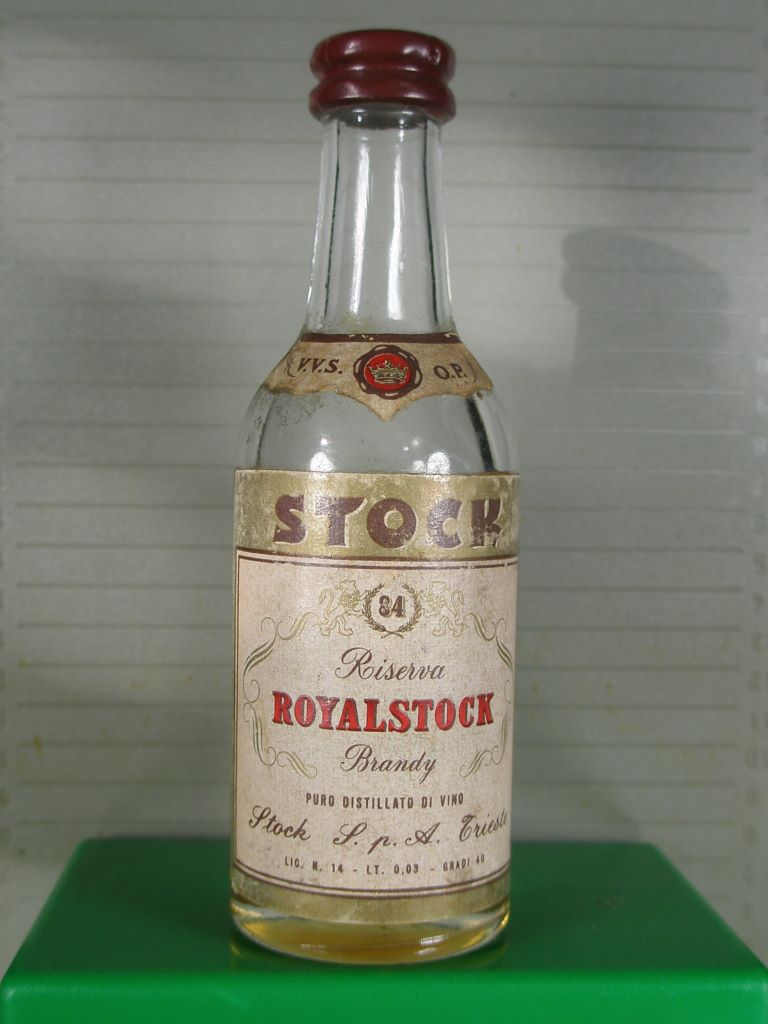 V.V.S. O.P.
STOCK
84
Riserva
ROYALSTOCK
Brandy
PURO DISTILLATO DI VINO
Stock S.p.A. Trieste
LIC. N. 14 - LT. 0,03 - GRADI 40